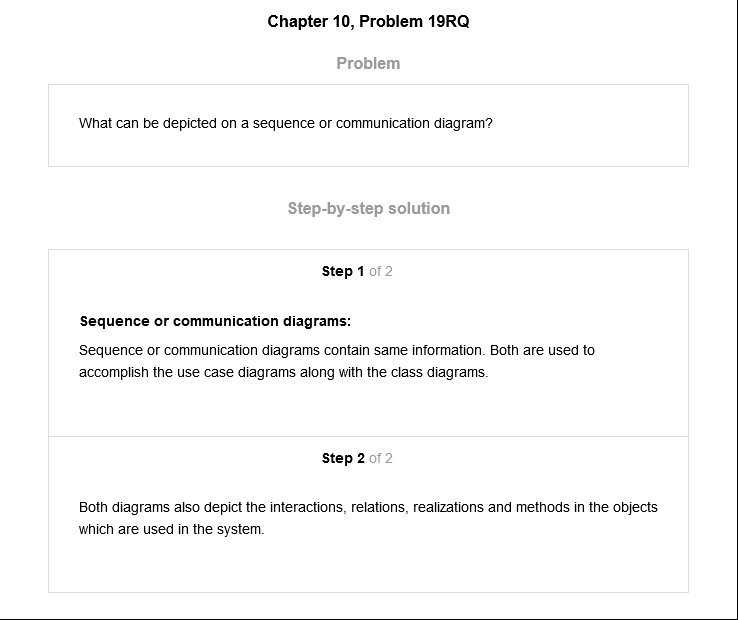 Chapter 10, Problem 19RQ
Problem
What can be depicted on a sequence or communication diagram?
Step-by-step solution
Step 1 of 2
Sequence or communication diagrams:
Sequence or communication diagrams contain same information. Both are used to
accomplish the use case diagrams along with the class diagrams.
Step 2 of 2
Both diagrams also depict the interactions, relations, realizations and methods in the objects
which are used in the system.